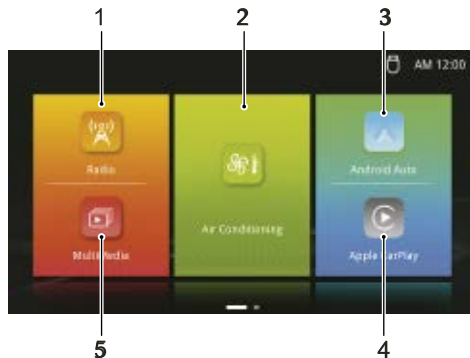 1
2
3
AM 12:00
Radio
Air Conditioning
Android Auto
MultiMedia
Apple CarPlay
5
4